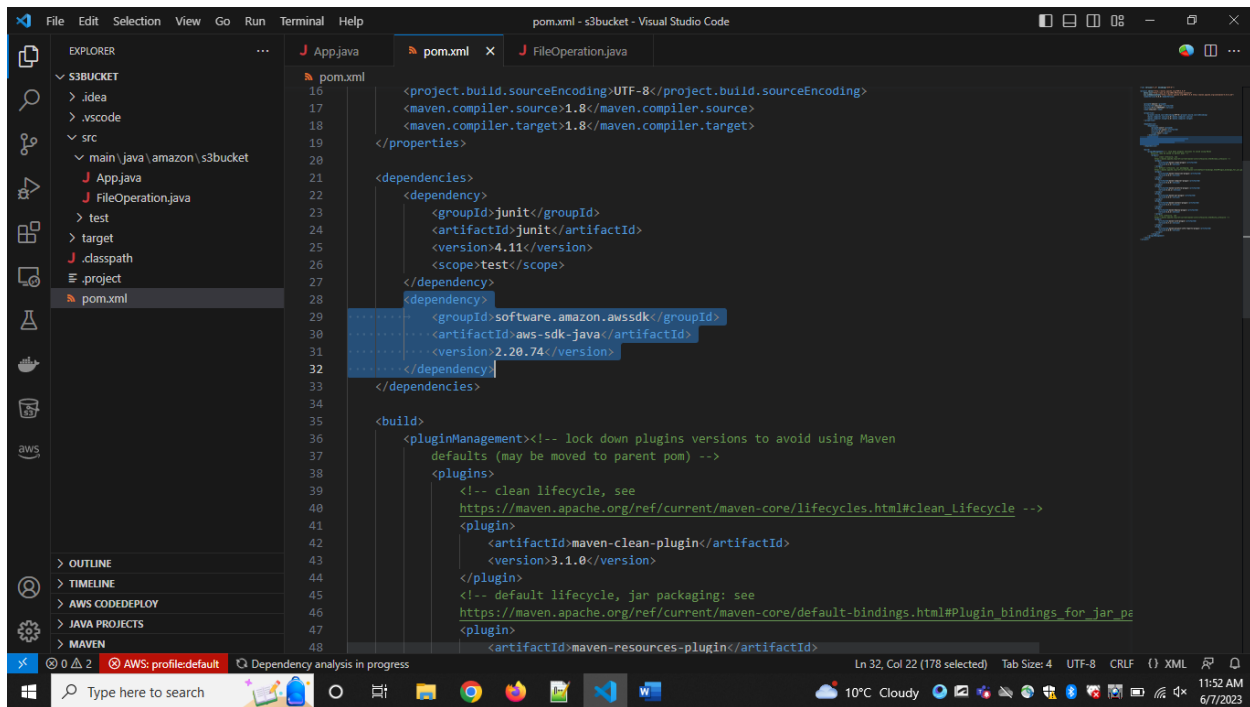 File Edit Selection View Go Run Terminal Help
pom.xml - s3bucket - Visual Studio Code
EXPLORER
S3BUCKET
.idea
.vscode
src
main\java\amazon\s3bucket
J App.java
J FileOperation.java
test
target
J .classpath
.project
pom.xml
OUTLINE
TIMELINE
AWS CODEDEPLOY
JAVA PROJECTS
MAVEN
aws
J App.java
pom.xml
J FileOperation.java
pom.xml
16 <project.build.sourceEncoding>UTF-8</project.build.sourceEncoding>
17 <maven.compiler.source>1.8</maven.compiler.source>
18 <maven.compiler.target>1.8</maven.compiler.target>
19 </properties>
20
21 <dependencies>
22 <dependency>
23 <groupId>junit</groupId>
24 <artifactId>junit</artifactId>
25 <version>4.11</version>
26 <scope>test</scope>
27 </dependency>
28 <dependency>
29 <groupId>software.amazon.awssdk</groupId>
30 <artifactId>aws-sdk-java</artifactId>
31 <version>2.20.74</version>
32 </dependency>
33 </dependencies>
34
35 <build>
36 <pluginManagement><!-- lock down plugins versions to avoid using Maven
37 defaults (may be moved to parent pom) -->
38 <plugins>
39 <!-- clean lifecycle, see
40 https://maven.apache.org/ref/current/maven-core/lifecycles.html#clean_Lifecycle -->
41 <plugin>
42 <artifactId>maven-clean-plugin</artifactId>
43 <version>3.1.0</version>
44 </plugin>
45 <!-- default lifecycle, jar packaging: see
46 https://maven.apache.org/ref/current/maven-core/default-bindings.html#Plugin_bindings_for_jar_pa
47 <plugin>
48 <artifactId>maven-resources-plugin</artifactId>
0 2 AWS: profile:default Dependency analysis in progress
Ln 32, Col 22 (178 selected) Tab Size: 4 UTF-8 CRLF {} XML
Type here to search
10°C Cloudy
11:52 AM
6/7/2023